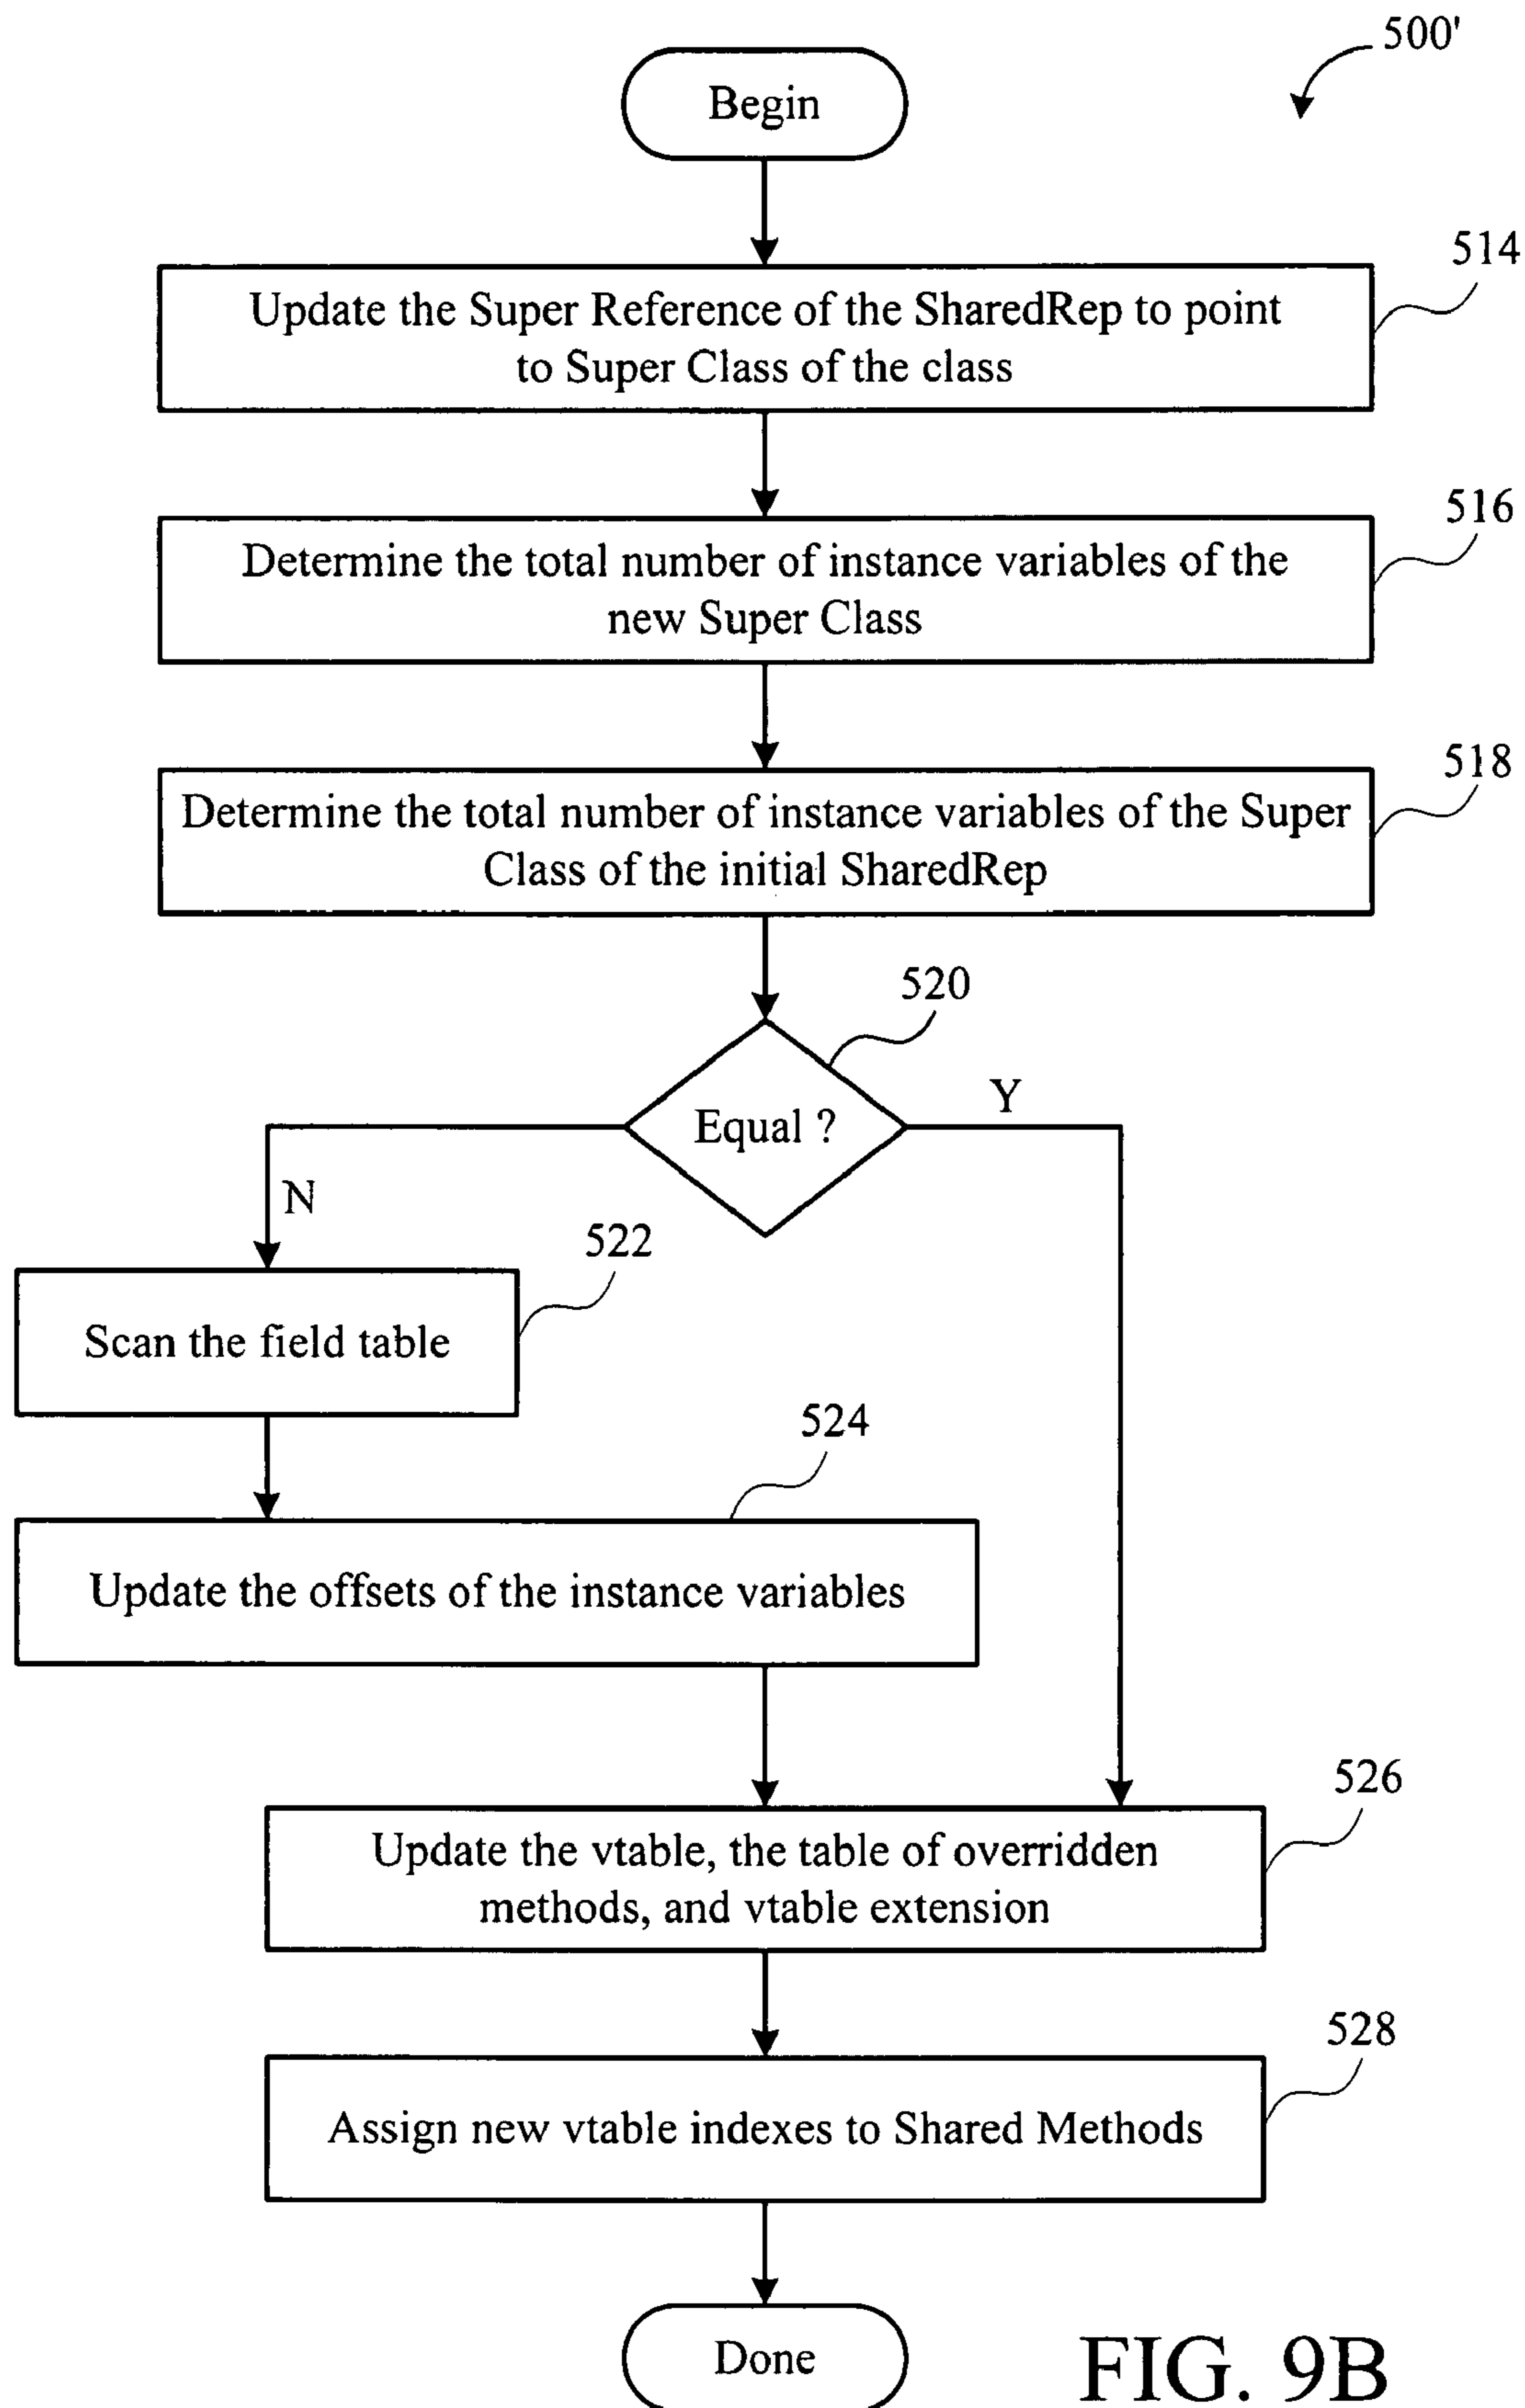 500'
Begin
514
Update the Super Reference of the SharedRep to point
to Super Class of the class
516
Determine the total number of instance variables of the
new Super Class
518
Determine the total number of instance variables of the Super
Class of the initial SharedRep
520
Equal ?
Y
N
522
Scan the field table
524
Update the offsets of the instance variables
526
Update the vtable, the table of overridden
methods, and vtable extension
528
Assign new vtable indexes to Shared Methods
Done
FIG. 9B